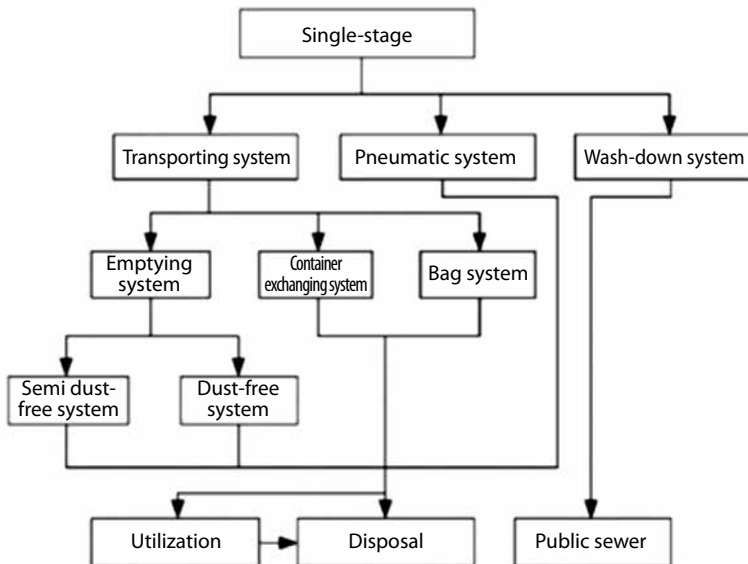 Single-stage
Transporting system
Pneumatic system
Wash-down system
Emptying
system
Container
exchanging system
Bag system
Semi dust-
free system
Dust-free
system
Utilization
Disposal
Public sewer